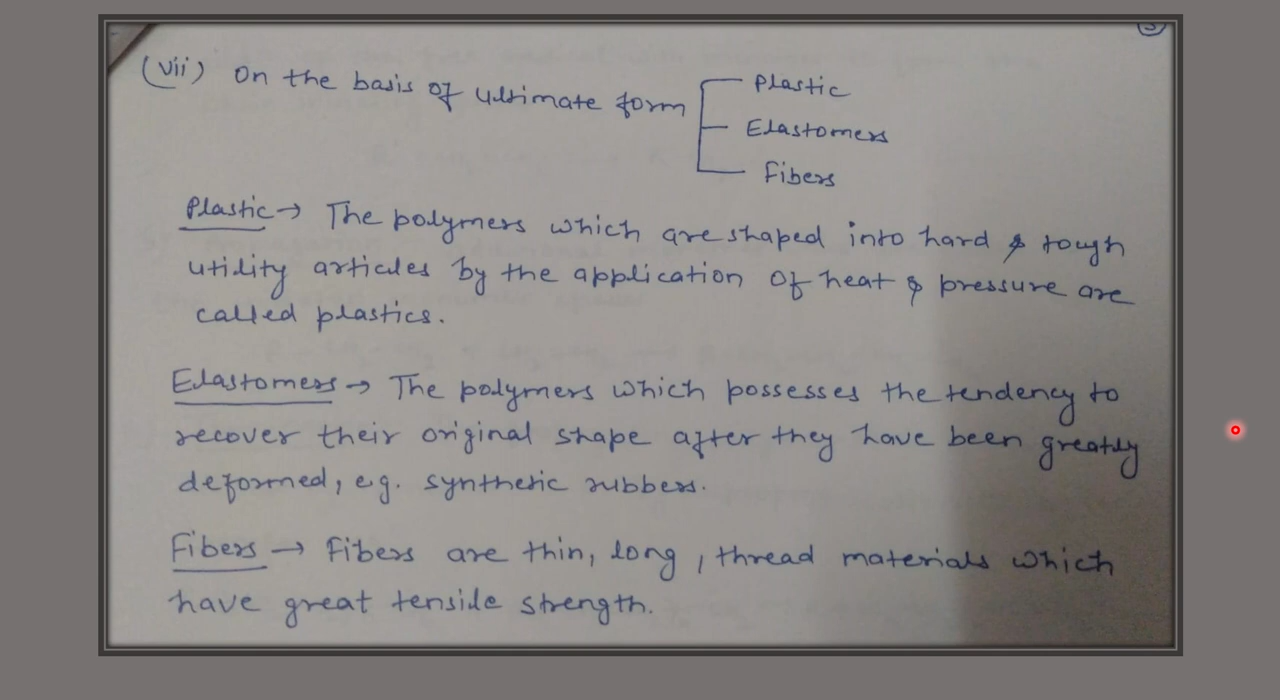 (vii) On the basis of ultimate form
Plastic
Elastomers
Fibers
Plastic → The polymers which are shaped into hard & tough
utility articles by the application of heat & pressure are
called plastics.
Elastomers → The polymers which possesses the tendency to
recover their original shape after they have been greatly
deformed, e.g. synthetic rubbers.
Fibers → Fibers are thin, long, thread materials which
have great tensile strength.